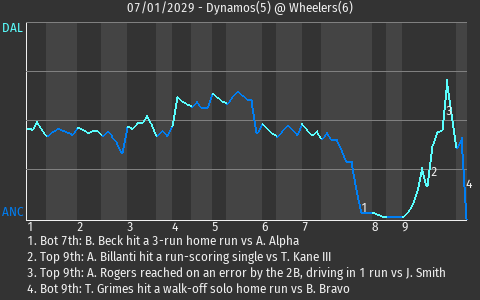 07/01/2029 - Dynamos(5) @ Wheelers(6)
DAL
3
1
2
4
ANC
1 2 3 4 5 6 7 8 9
1. Bot 7th: B. Beck hit a 3-run home run vs A. Alpha
2. Top 9th: A. Billanti hit a run-scoring single vs T. Kane III
3. Top 9th: A. Rogers reached on an error by the 2B, driving in 1 run vs J. Smith
4. Bot 9th: T. Grimes hit a walk-off solo home run vs B. Bravo